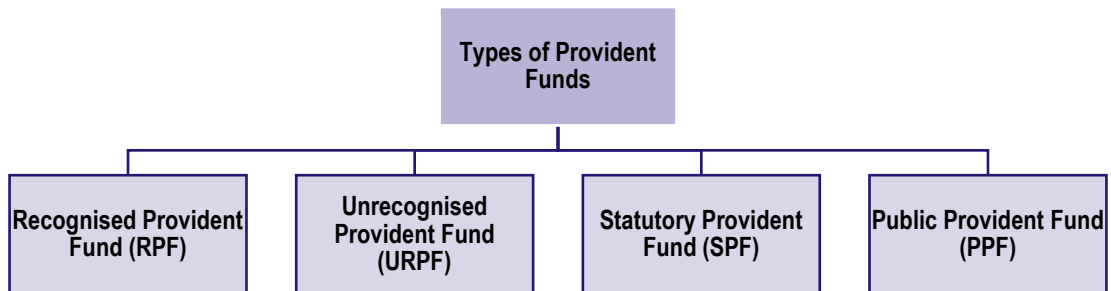 Types of Provident
Funds
Recognised Provident
Fund (RPF)
Unrecognised
Provident Fund
(URPF)
Statutory Provident
Fund (SPF)
Public Provident Fund
(PPF)